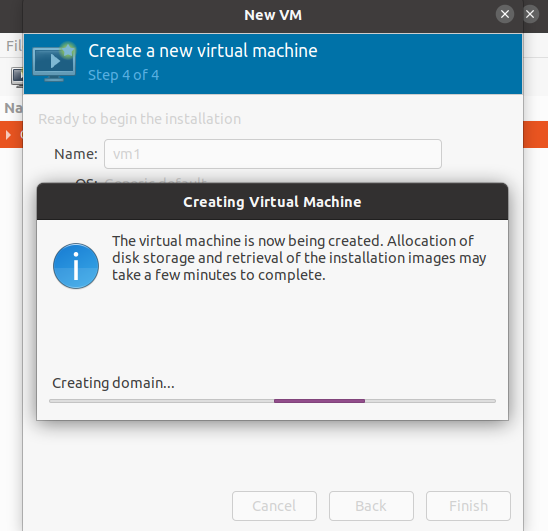 New VM
Fil
Create a new virtual machine
Step 4 of 4
Na
Ready to begin the installation
Name: vm1
OS: Generic default
Creating Virtual Machine
The virtual machine is now being created. Allocation of
disk storage and retrieval of the installation images may
take a few minutes to complete.
Creating domain...
Cancel Back Finish